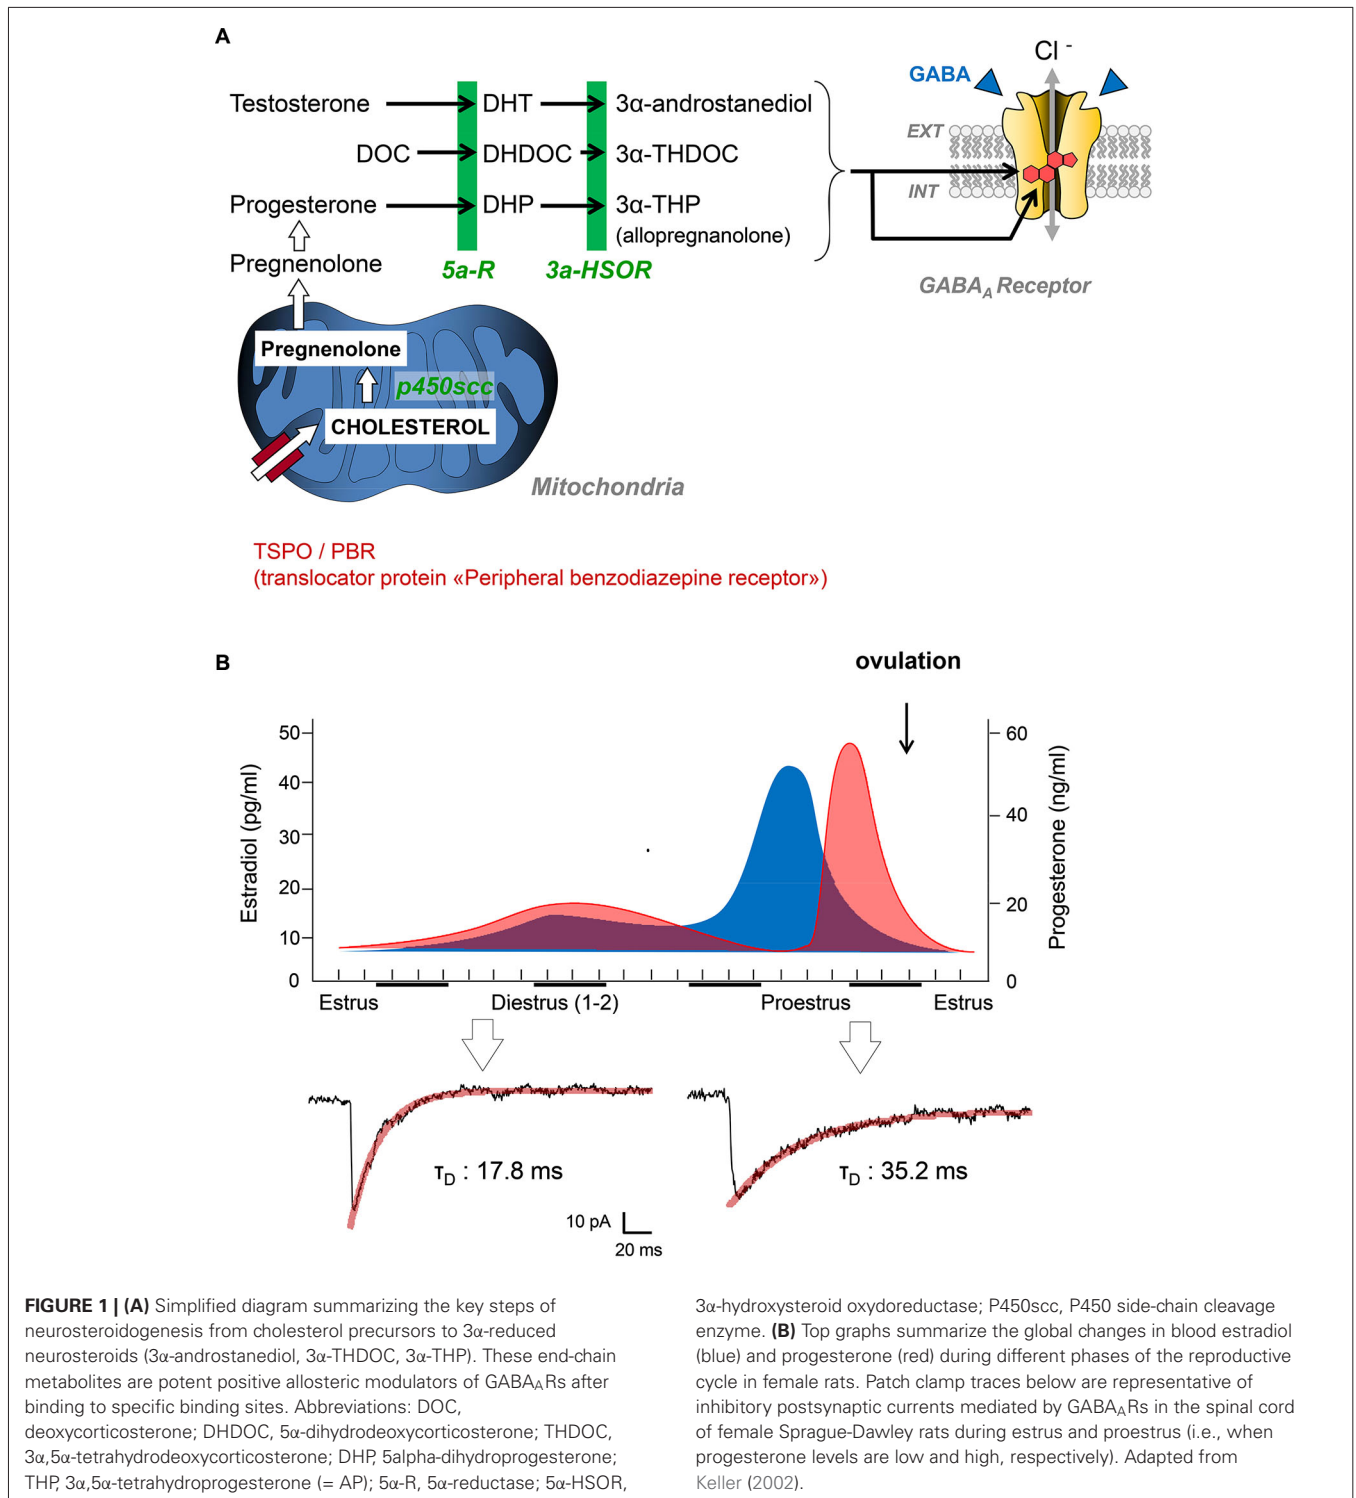 A
Cl -
GABA
Testosterone DHT 3α-androstanediol
EXT
DOC DHDOC 3α-THDOC
INT
Progesterone DHP 3α-THP
(allopregnanolone)
Pregnenolone 5a-R 3a-HSOR
GABAA Receptor
Pregnenolone
p450scc
CHOLESTEROL
Mitochondria
TSPO / PBR
(translocator protein «Peripheral benzodiazepine receptor»)
B
ovulation
Estradiol (pg/ml)
50
40
30
20
10
0
Progesterone (ng/ml)
60
40
20
0
Estrus Diestrus (1-2) Proestrus Estrus
τD : 17.8 ms
τD : 35.2 ms
10 pA
20 ms
FIGURE 1 | (A) Simplified diagram summarizing the key steps of
neurosteroidogenesis from cholesterol precursors to 3α-reduced
neurosteroids (3α-androstanediol, 3α-THDOC, 3α-THP). These end-chain
metabolites are potent positive allosteric modulators of GABAARs after
binding to specific binding sites. Abbreviations: DOC,
deoxycorticosterone; DHDOC, 5α-dihydrodeoxycorticosterone; THDOC,
3α,5α-tetrahydrodeoxycorticosterone; DHP, 5alpha-dihydroprogesterone;
THP, 3α,5α-tetrahydroprogesterone (= AP); 5α-R, 5α-reductase; 5α-HSOR,
3α-hydroxysteroid oxydoreductase; P450scc, P450 side-chain cleavage
enzyme. (B) Top graphs summarize the global changes in blood estradiol
(blue) and progesterone (red) during different phases of the reproductive
cycle in female rats. Patch clamp traces below are representative of
inhibitory postsynaptic currents mediated by GABAARs in the spinal cord
of female Sprague-Dawley rats during estrus and proestrus (i.e., when
progesterone levels are low and high, respectively). Adapted from
Keller (2002).